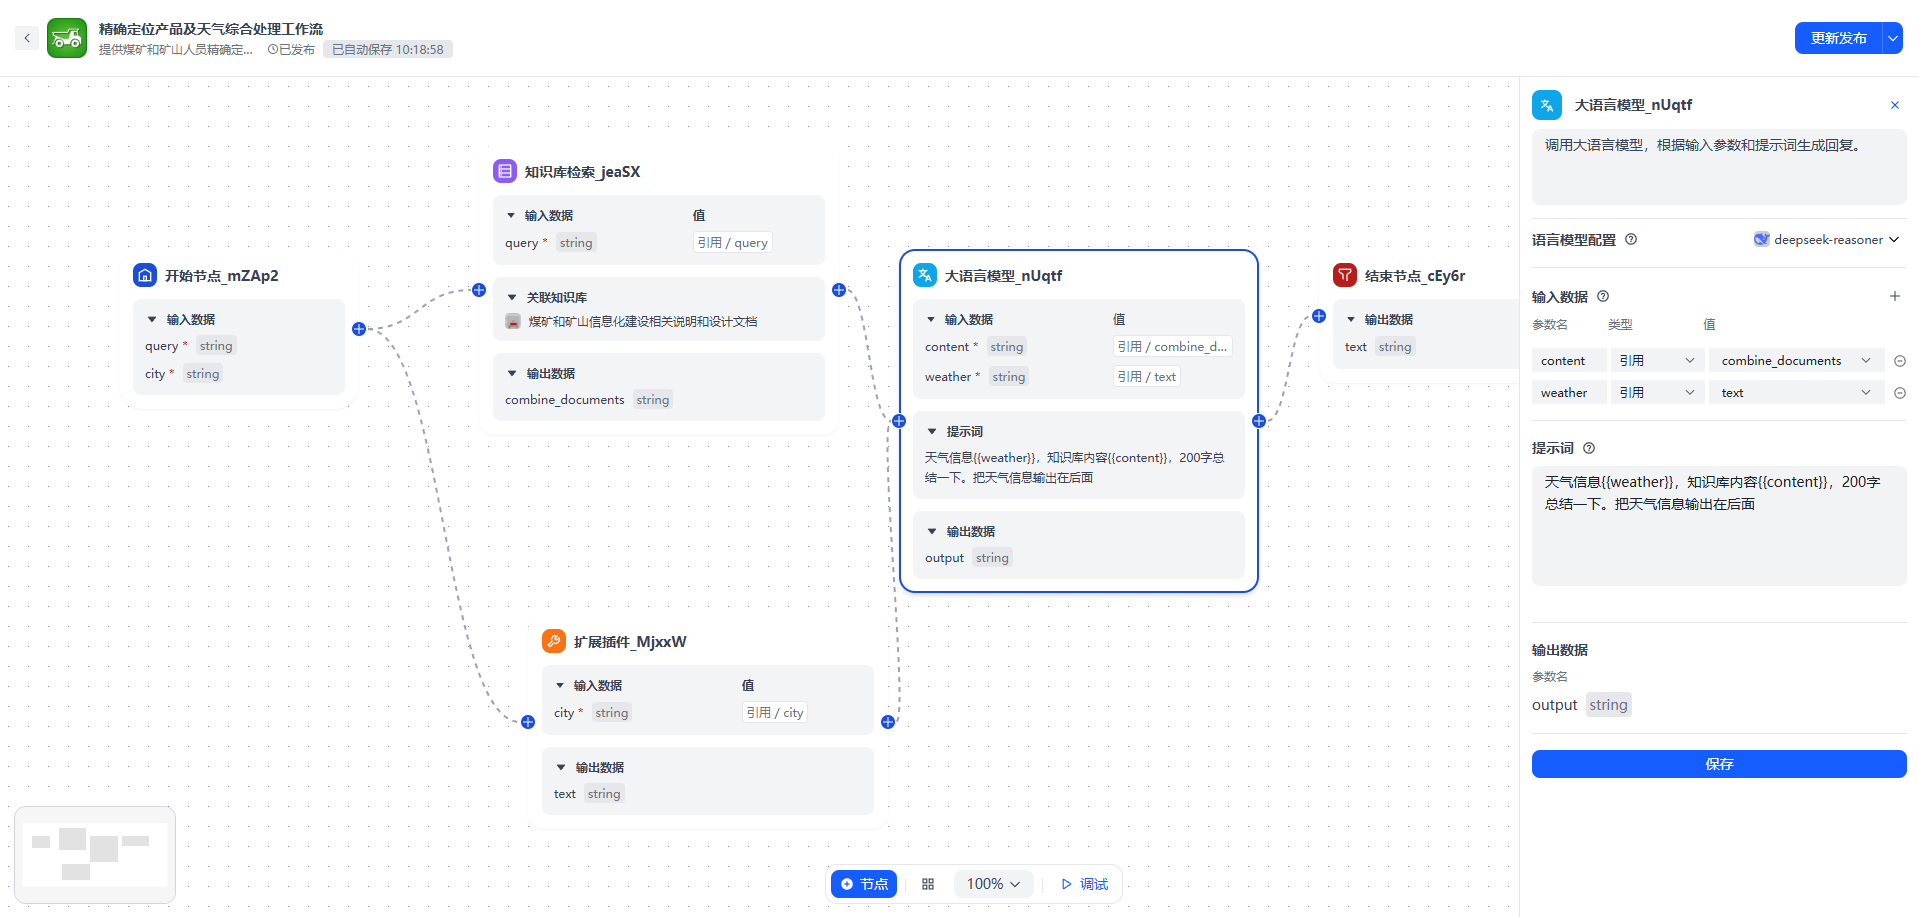 精确定位产品及天气综合处理工作流
提供煤矿和矿山人员精确定... 已发布 已自动保存 10:18:58
更新发布
开始节点_mZAp2
输入数据
query * string
city * string
知识库检索_jeaSX
输入数据 值
query * string 引用 / query
关联知识库
煤矿和矿山信息化建设相关说明和设计文档
输出数据
combine_documents string
扩展插件_MjxxW
输入数据 值
city * string 引用 / city
输出数据
text string
大语言模型_nUqtf
输入数据 值
content * string 引用 / combine_d...
weather * string 引用 / text
提示词
天气信息{{weather}}，知识库内容{{content}}，200字总
结一下。把天气信息输出在后面
输出数据
output string
结束节点_cEy6r
输出数据
text string
节点 100% 调试
大语言模型_nUqtf
调用大语言模型，根据输入参数和提示词生成回复。
语言模型配置 deepseek-reasoner
输入数据
参数名 类型 值
content 引用 combine_documents
weather 引用 text
提示词
天气信息{{weather}}，知识库内容{{content}}，200字
总结一下。把天气信息输出在后面
输出数据
参数名
output string
保存